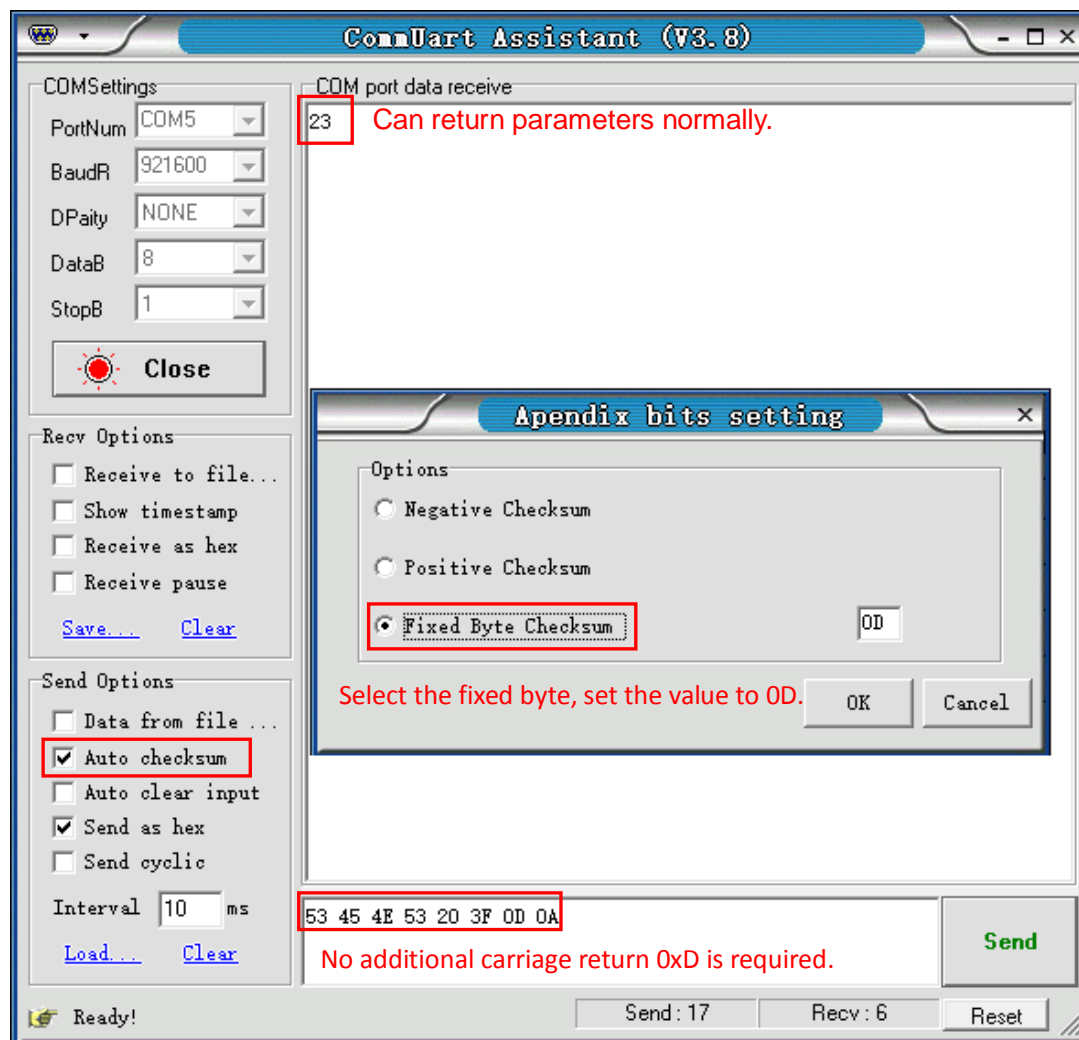 CommUart Assistant (V3.8)
COMSettings
PortNum COM5
BaudR 921600
DPaity NONE
DataB 8
StopB 1
Close
COM port data receive
23 Can return parameters normally.
Recv Options
Receive to file...
Show timestamp
Receive as hex
Receive pause
Save... Clear
Apendix bits setting
Options
Negative Checksum
Positive Checksum
Fixed Byte Checksum 0D
Select the fixed byte, set the value to 0D.
OK Cancel
Send Options
Data from file ...
Auto checksum
Auto clear input
Send as hex
Send cyclic
Interval 10 ms
Load... Clear
53 45 4E 53 20 3F 0D 0A
No additional carriage return 0xD is required.
Send
Ready!
Send : 17 Recv : 6 Reset